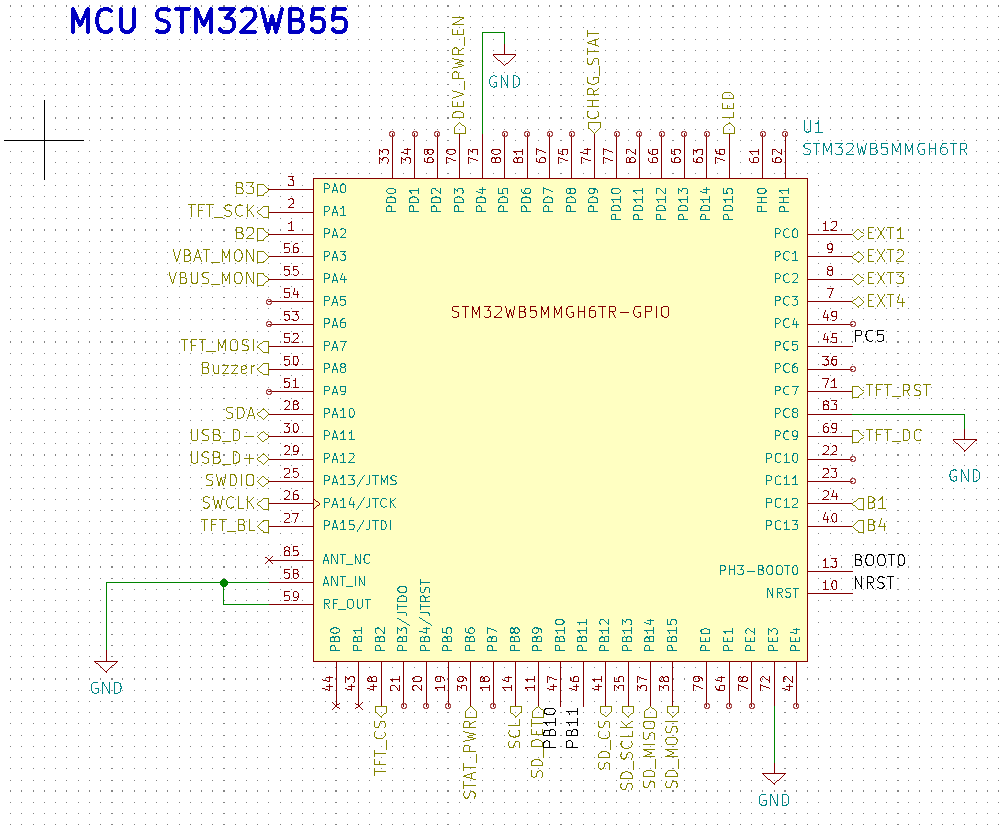 MCU STM32WB55
DEV_PWR_EN
GND
CHRG_STAT
LED
U1
STM32WB5MMGH6TR
33 34 68 70 73 80 81 67 75 74 77 82 66 65 63 76 61 62
PD0 PD1 PD2 PD3 PD4 PD5 PD6 PD7 PD8 PD9 PD10 PD11 PD12 PD13 PD14 PD15 PH0 PH1
B3 3 PA0
TFT_SCK 2 PA1
B2 1 PA2
VBAT_MON 56 PA3
VBUS_MON 55 PA4
54 PA5
53 PA6
TFT_MOSI 52 PA7
Buzzer 50 PA8
51 PA9
SDA 28 PA10
USB_D- 30 PA11
USB_D+ 29 PA12
SWDIO 25 PA13/JTMS
SWCLK 26 PA14/JTCK
TFT_BL 27 PA15/JTDI
85 ANT_NC
58 ANT_IN
59 RF_OUT
GND
STM32WB5MMGH6TR-GPIO
PC0 12 EXT1
PC1 9 EXT2
PC2 8 EXT3
PC3 7 EXT4
PC4 49
PC5 45 PC5
PC6 36
PC7 71 TFT_RST
PC8 83
PC9 69 TFT_DC
PC10 22
PC11 23
PC12 24 B1
PC13 40 B4
GND
PH3-BOOT0 13 BOOT0
NRST 10 NRST
PB0 PB1 PB2 PB3/JTDO PB4/JTRST PB5 PB6 PB7 PB8 PB9 PB10 PB11 PB12 PB13 PB14 PB15 PE0 PE1 PE2 PE3 PE4
44 43 48 21 20 19 39 18 14 11 47 46 41 35 37 38 79 64 78 72 42
TFT_CS STAT_PWR SCL SD_DET PB10 PB11 SD_CS SD_SCLK SD_MISO SD_MOSI
GND